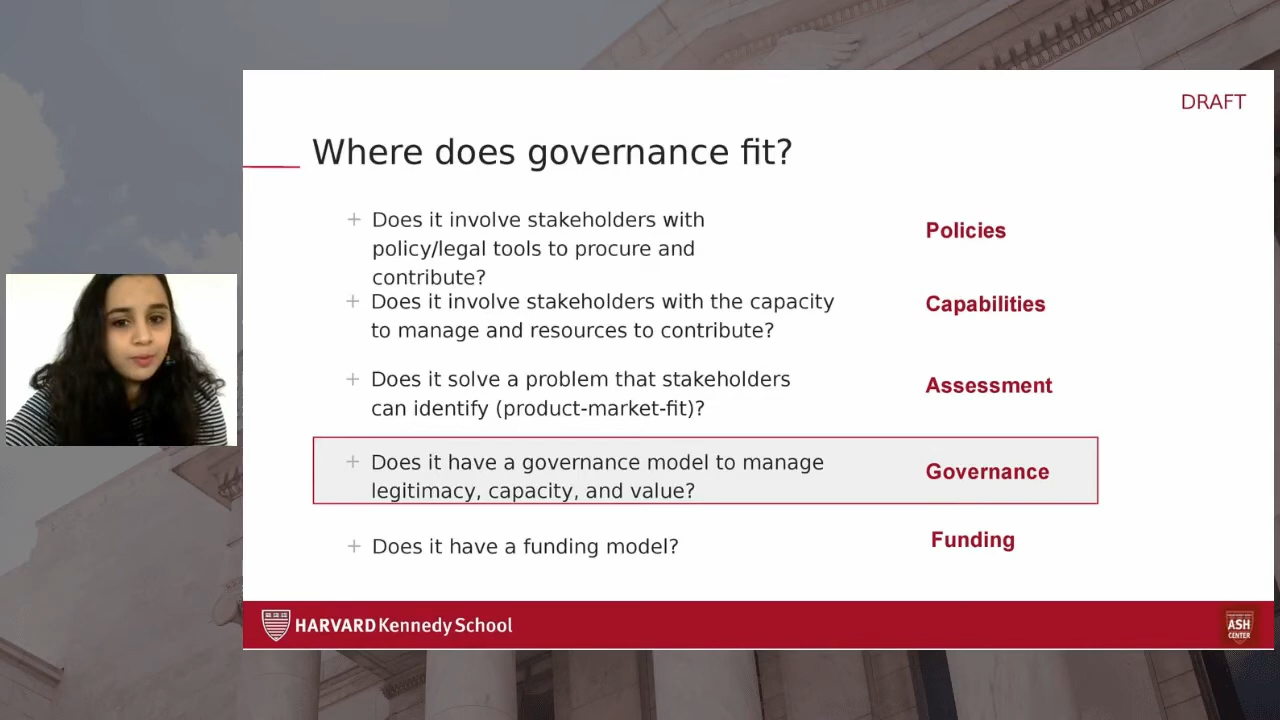 DRAFT
Where does governance fit?
+ Does it involve stakeholders with
policy/legal tools to procure and
contribute?
Policies
+ Does it involve stakeholders with the capacity
to manage and resources to contribute?
Capabilities
+ Does it solve a problem that stakeholders
can identify (product-market-fit)?
Assessment
+ Does it have a governance model to manage
legitimacy, capacity, and value?
Governance
+ Does it have a funding model?
Funding
HARVARD Kennedy School
ASH
CENTER